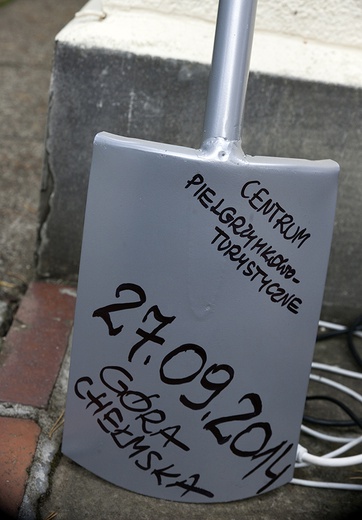 CENTRUM
PIELGRZYMKOWO-
TURYSTYCZNE
27.09.2014
GÓRA
CHEŁMSKA